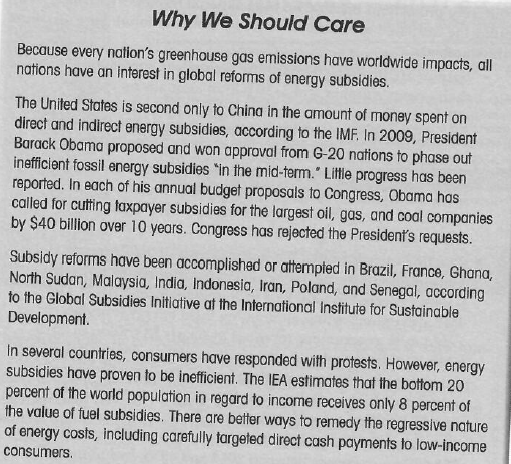 Why We Should Care
Because every nation's greenhouse gas emissions have worldwide impacts, all
nations have an interest in global reforms of energy subsidies.
The United States is second only to China in the amount of money spent on
direct and indirect energy subsidies, according to the IMF. In 2009, President
Barack Obama proposed and won approval from G-20 nations to phase out
inefficient fossil energy subsidies "in the mid-term." Little progress has been
reported. In each of his annual budget proposals to Congress, Obama has
called for cutting taxpayer subsidies for the largest oil, gas, and coal companies
by $40 billion over 10 years. Congress has rejected the President's requests.
Subsidy reforms have been accomplished or attempted in Brazil, France, Ghana,
North Sudan, Malaysia, India, Indonesia, Iran, Poland, and Senegal, according
to the Global Subsidies Initiative at the International Institute for Sustainable
Development.
In several countries, consumers have responded with protests. However, energy
subsidies have proven to be inefficient. The IEA estimates that the bottom 20
percent of the world population in regard to income receives only 8 percent of
the value of fuel subsidies. There are better ways to remedy the regressive nature
of energy costs, including carefully targeted direct cash payments to low-income
consumers.